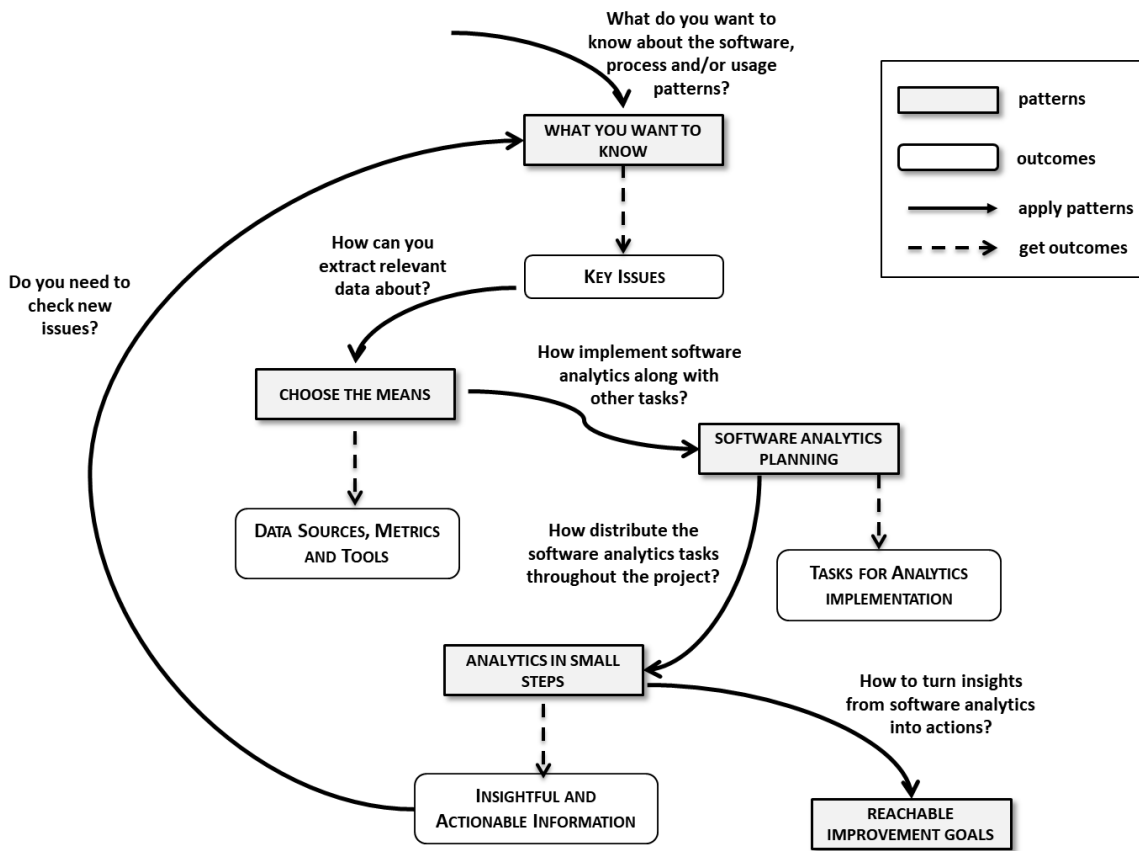 What do you want to
know about the software,
process and/or usage
patterns?
patterns
outcomes
apply patterns
get outcomes
WHAT YOU WANT TO
KNOW
How can you
extract relevant
data about?
KEY ISSUES
Do you need to
check new
issues?
How implement software
analytics along with
other tasks?
CHOOSE THE MEANS
SOFTWARE ANALYTICS
PLANNING
DATA SOURCES, METRICS
AND TOOLS
How distribute the
software analytics tasks
throughout the project?
TASKS FOR ANALYTICS
IMPLEMENTATION
ANALYTICS IN SMALL
STEPS
How to turn insights
from software analytics
into actions?
INSIGHTFUL AND
ACTIONABLE INFORMATION
REACHABLE
IMPROVEMENT GOALS